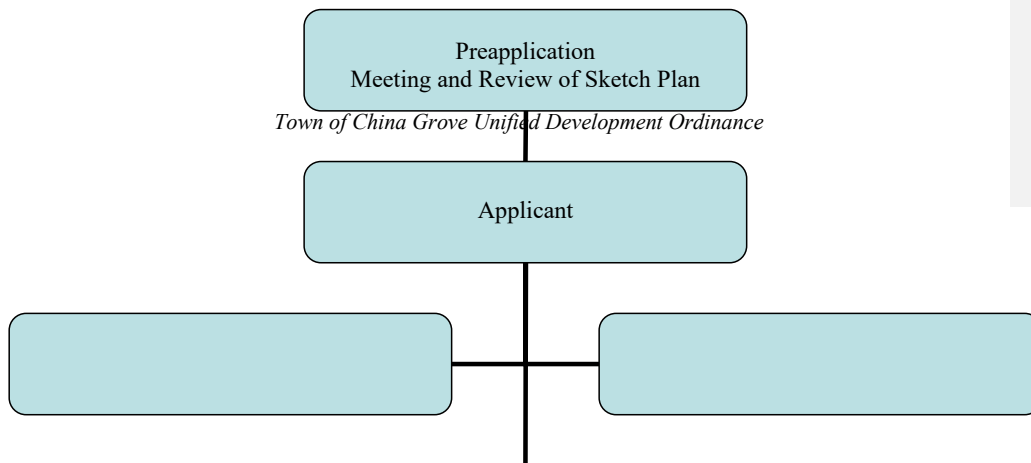 Preapplication
Meeting and Review of Sketch Plan
Town of China Grove Unified Development Ordinance
Applicant